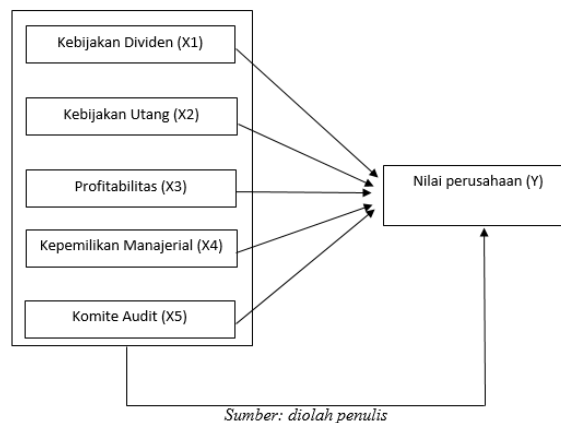 Kebijakan Dividen (X1)
Kebijakan Utang (X2)
Profitabilitas (X3)
Nilai perusahaan (Y)
Kepemilikan Manajerial (X4)
Komite Audit (X5)
Sumber: diolah penulis